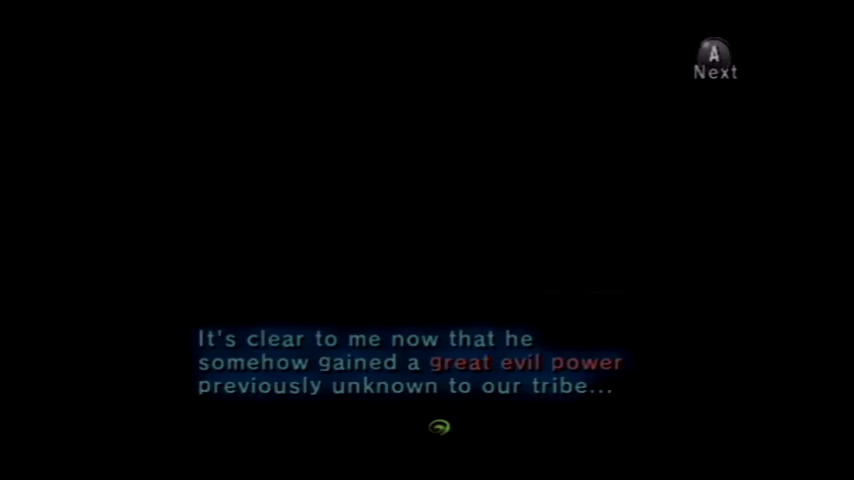 A
Next
It's clear to me now that he
somehow gained a great evil power
previously unknown to our tribe...